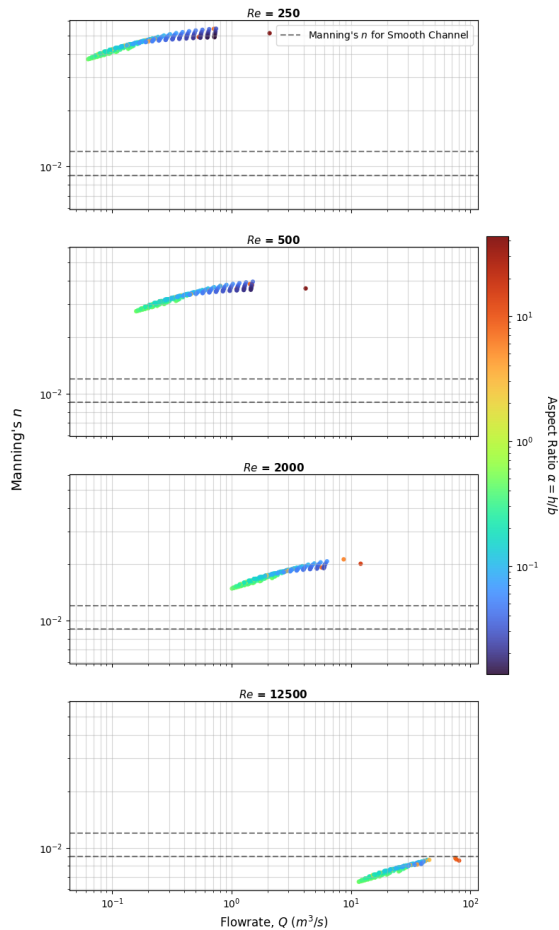 Re = 250
Manning's n for Smooth Channel
10⁻²
Re = 500
10⁻²
Manning's n
Re = 2000
10⁻²
Re = 12500
10⁻²
10⁻¹ 10⁰ 10¹ 10²
Flowrate, Q (m³/s)
10¹
10⁰
10⁻¹
Aspect Ratio α = h/b